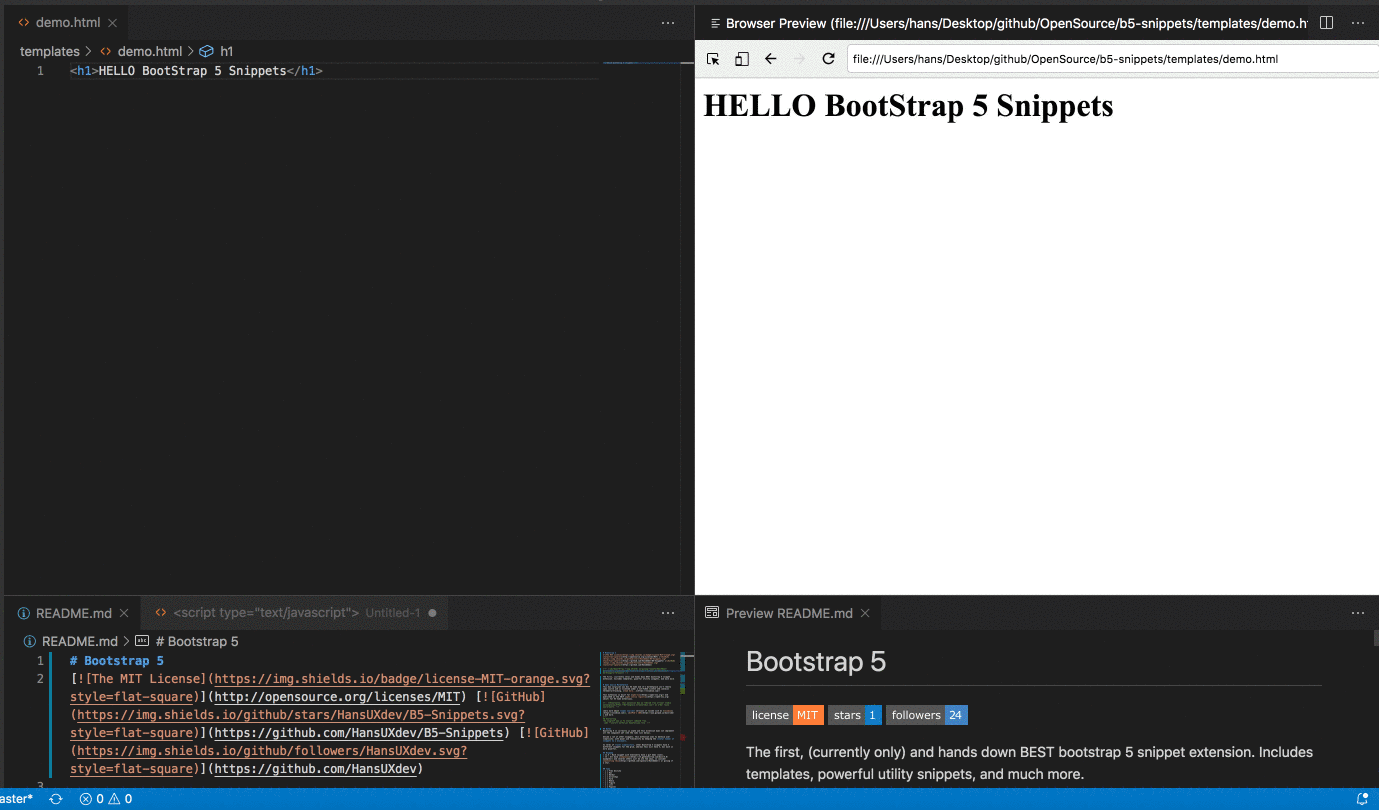 demo.html
templates > demo.html > h1
1 <h1>HELLO BootStrap 5 Snippets</h1>
Browser Preview (file:///Users/hans/Desktop/github/OpenSource/b5-snippets/templates/demo.h
file:///Users/hans/Desktop/github/OpenSource/b5-snippets/templates/demo.html
HELLO BootStrap 5 Snippets
README.md
<script type="text/javascript"> Untitled-1
README.md > # Bootstrap 5
1 # Bootstrap 5
2 [![The MIT License](https://img.shields.io/badge/license-MIT-orange.svg?
style=flat-square)](http://opensource.org/licenses/MIT) [![GitHub]
(https://img.shields.io/github/stars/HansUXdev/B5-Snippets.svg?
style=flat-square)](https://github.com/HansUXdev/B5-Snippets) [![GitHub]
(https://img.shields.io/github/followers/HansUXdev.svg?
style=flat-square)](https://github.com/HansUXdev)
3
Preview README.md
Bootstrap 5
license MIT stars 1 followers 24
The first, (currently only) and hands down BEST bootstrap 5 snippet extension. Includes
templates, powerful utility snippets, and much more.
aster* 0 0